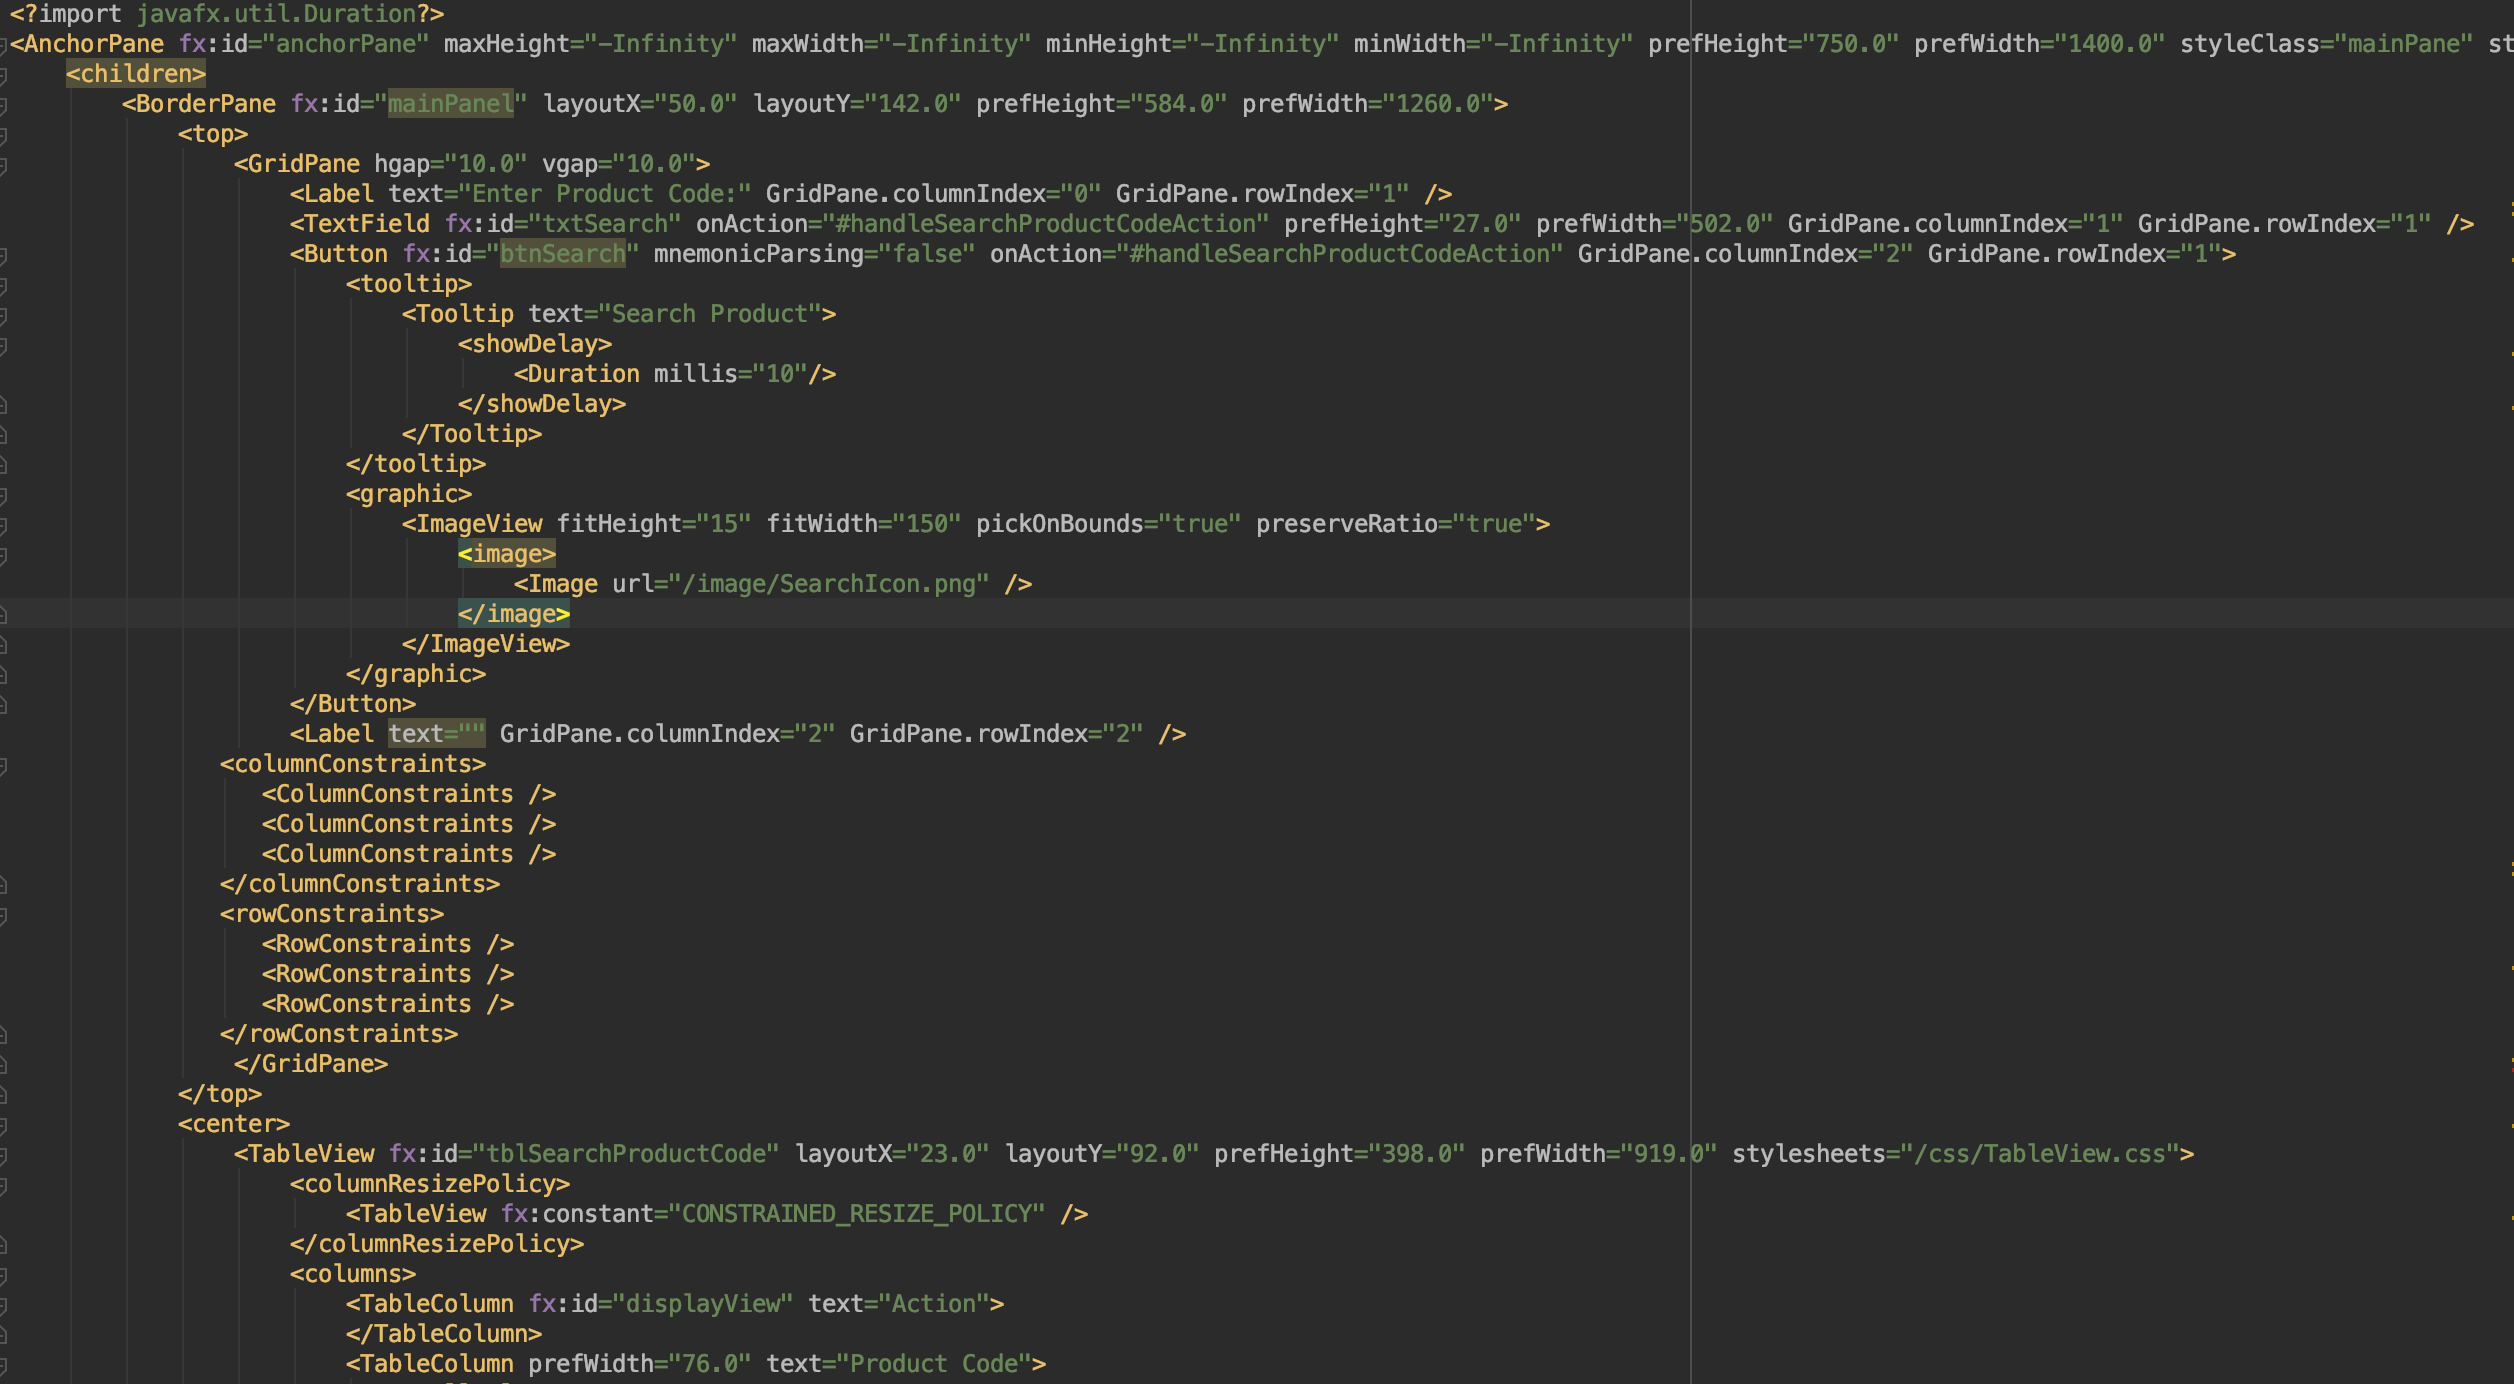 <?import javafx.util.Duration?>
<AnchorPane fx:id="anchorPane" maxHeight="-Infinity" maxWidth="-Infinity" minHeight="-Infinity" minWidth="-Infinity" prefHeight="750.0" prefWidth="1400.0" styleClass="mainPane" st
<children>
<BorderPane fx:id="mainPanel" layoutX="50.0" layoutY="142.0" prefHeight="584.0" prefWidth="1260.0">
<top>
<GridPane hgap="10.0" vgap="10.0">
<Label text="Enter Product Code:" GridPane.columnIndex="0" GridPane.rowIndex="1" />
<TextField fx:id="txtSearch" onAction="#handleSearchProductCodeAction" prefHeight="27.0" prefWidth="502.0" GridPane.columnIndex="1" GridPane.rowIndex="1" />
<Button fx:id="btnSearch" mnemonicParsing="false" onAction="#handleSearchProductCodeAction" GridPane.columnIndex="2" GridPane.rowIndex="1">
<tooltip>
<Tooltip text="Search Product">
<showDelay>
<Duration millis="10"/>
</showDelay>
</Tooltip>
</tooltip>
<graphic>
<ImageView fitHeight="15" fitWidth="150" pickOnBounds="true" preserveRatio="true">
<image>
<Image url="/image/SearchIcon.png" />
</image>
</ImageView>
</graphic>
</Button>
<Label text="" GridPane.columnIndex="2" GridPane.rowIndex="2" />
<columnConstraints>
<ColumnConstraints />
<ColumnConstraints />
<ColumnConstraints />
</columnConstraints>
<rowConstraints>
<RowConstraints />
<RowConstraints />
<RowConstraints />
</rowConstraints>
</GridPane>
</top>
<center>
<TableView fx:id="tblSearchProductCode" layoutX="23.0" layoutY="92.0" prefHeight="398.0" prefWidth="919.0" stylesheets="/css/TableView.css">
<columnResizePolicy>
<TableView fx:constant="CONSTRAINED_RESIZE_POLICY" />
</columnResizePolicy>
<columns>
<TableColumn fx:id="displayView" text="Action">
</TableColumn>
<TableColumn prefWidth="76.0" text="Product Code">